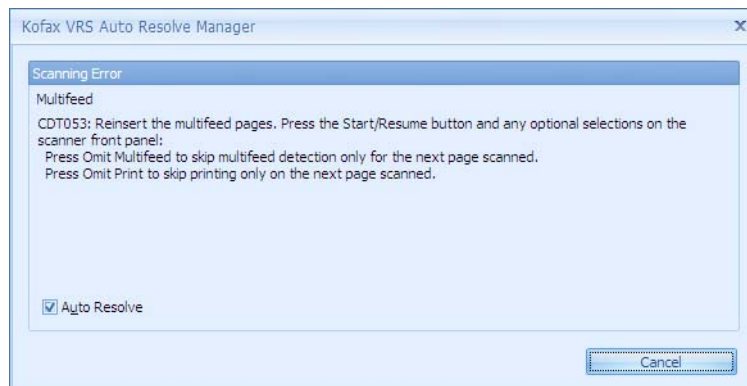 Kofax VRS Auto Resolve Manager
Scanning Error
Multifeed
CDT053: Reinsert the multifeed pages. Press the Start/Resume button and any optional selections on the
scanner front panel:
Press Omit Multifeed to skip multifeed detection only for the next page scanned.
Press Omit Print to skip printing only on the next page scanned.
Auto Resolve
Cancel